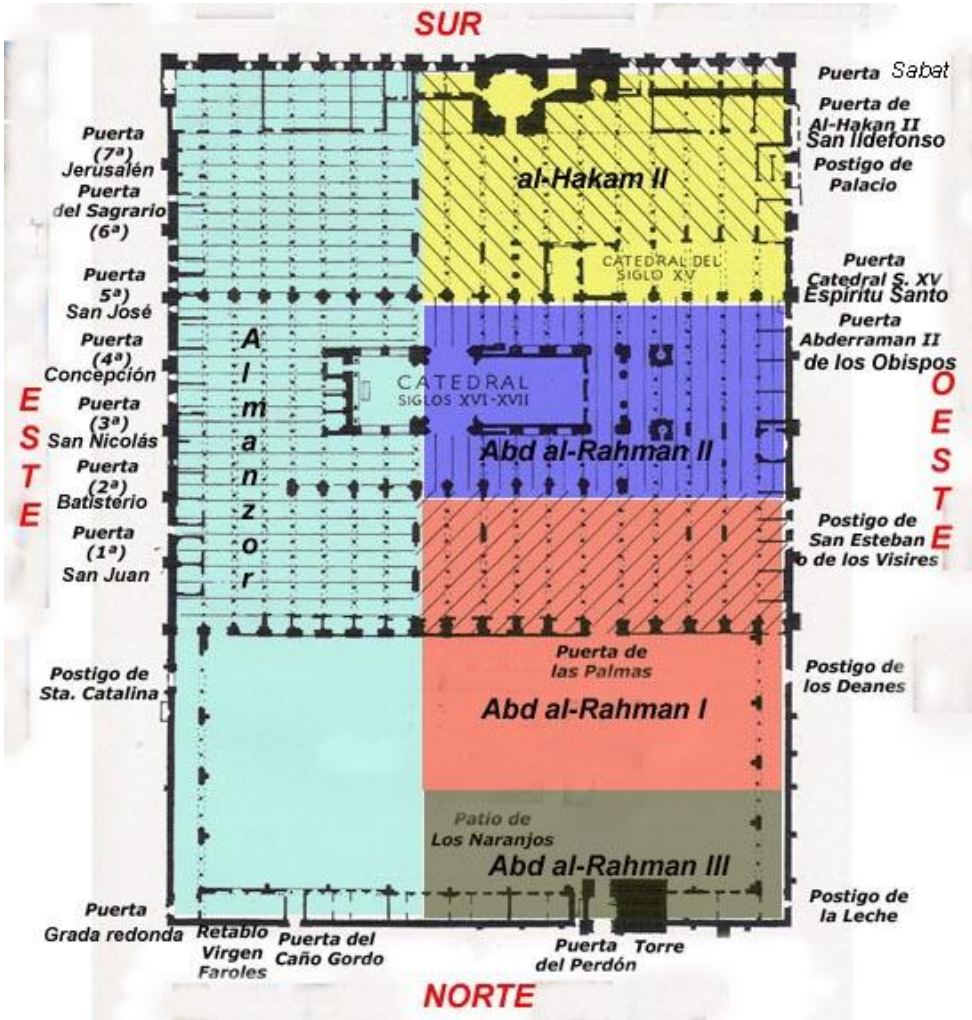 SUR
Puerta Sabat
Puerta de
Al-Hakan II
San Ildefonso
Postigo de
Palacio
Puerta
Catedral S. XV
Espíritu Santo
Puerta
Abderraman II
de los Obispos
OESTE
Postigo de
San Esteban
o de los Visires
Postigo de
los Deanes
Postigo de
la Leche
Puerta
(7ª)
Jerusalén
Puerta
del Sagrario
(6ª)
Puerta
5ª)
San José
Puerta
(4ª)
Concepción
Puerta
(3ª)
San Nicolás
Puerta
(2ª)
Batisterio
Puerta
(1ª)
San Juan
ESTE
Postigo de
Sta. Catalina
Puerta
Grada redonda
al-Hakam II
CATEDRAL DEL
SIGLO XV
Almanzor
CATEDRAL
SIGLOS XVI-XVII
Abd al-Rahman II
Puerta de
las Palmas
Abd al-Rahman I
Patio de
Los Naranjos
Abd al-Rahman III
Retablo
Virgen
Faroles
Puerta del
Caño Gordo
Puerta
del Perdón
Torre
NORTE